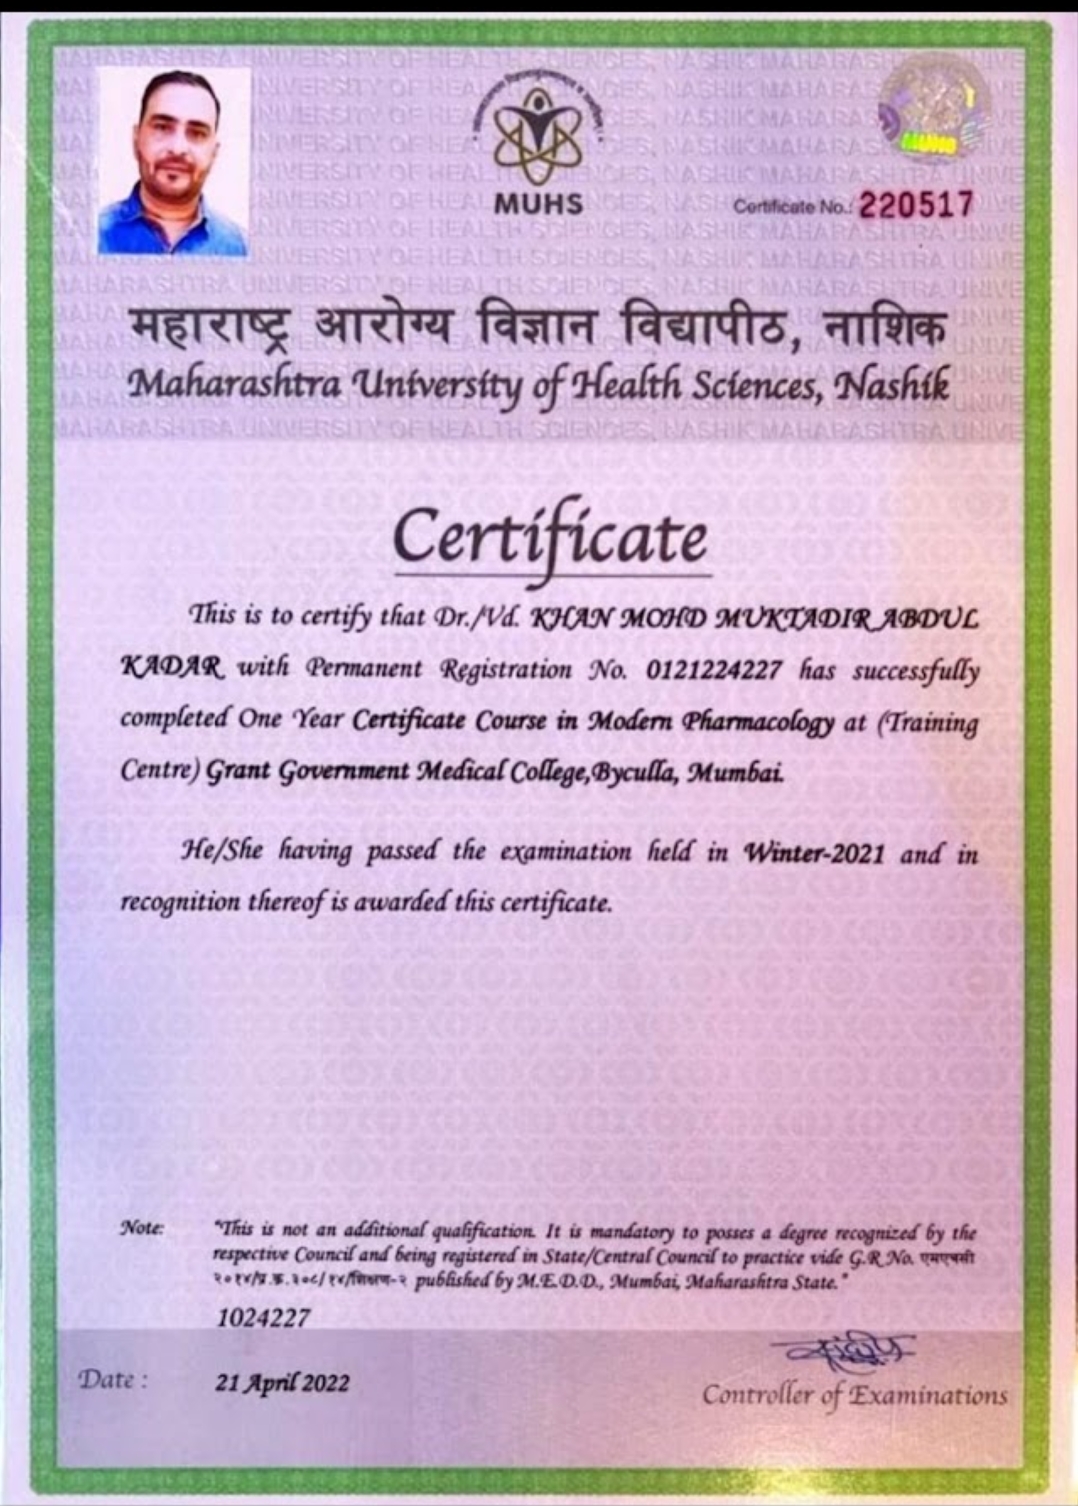 MUHS
Certificate No.: 220517
महाराष्ट्र आरोग्य विज्ञान विद्यापीठ, नाशिक
Maharashtra University of Health Sciences, Nashik
Certificate
This is to certify that Dr./Vd. KHAN MOHD MUKTADIR ABDUL
KADAR with Permanent Registration No. 0121224227 has successfully
completed One Year Certificate Course in Modern Pharmacology at (Training
Centre) Grant Government Medical College,Byculla, Mumbai.
He/She having passed the examination held in Winter-2021 and in
recognition thereof is awarded this certificate.
Note: "This is not an additional qualification. It is mandatory to posses a degree recognized by the
respective Council and being registered in State/Central Council to practice vide G.R.No. एमएचसी
२०१४/प्र.क्र.३०८/१४/शिक्षण-२ published by M.E.D.D., Mumbai, Maharashtra State."
1024227
Date : 21 April 2022
Controller of Examinations